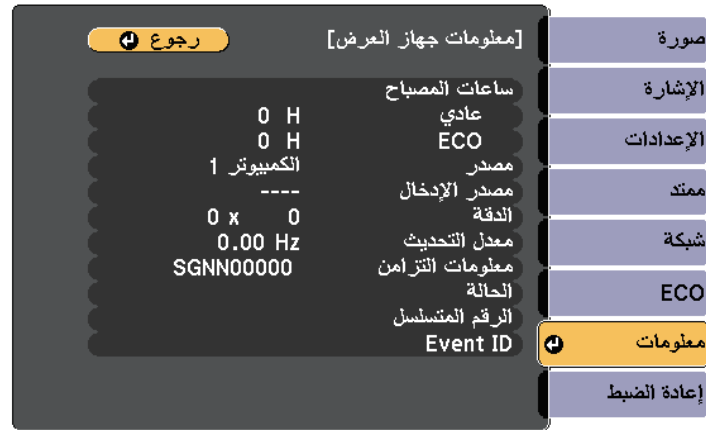 [معلومات جهاز العرض]
رجوع
ساعات المصباح
عادي 0 H
ECO 0 H
مصدر الكمبيوتر 1
مصدر الإدخال ----
الدقة 0 x 0
معدل التحديث 0.00 Hz
معلومات التزامن SGNN00000
الحالة
الرقم المتسلسل
Event ID
صورة
الإشارة
الإعدادات
ممتد
شبكة
ECO
معلومات
إعادة الضبط